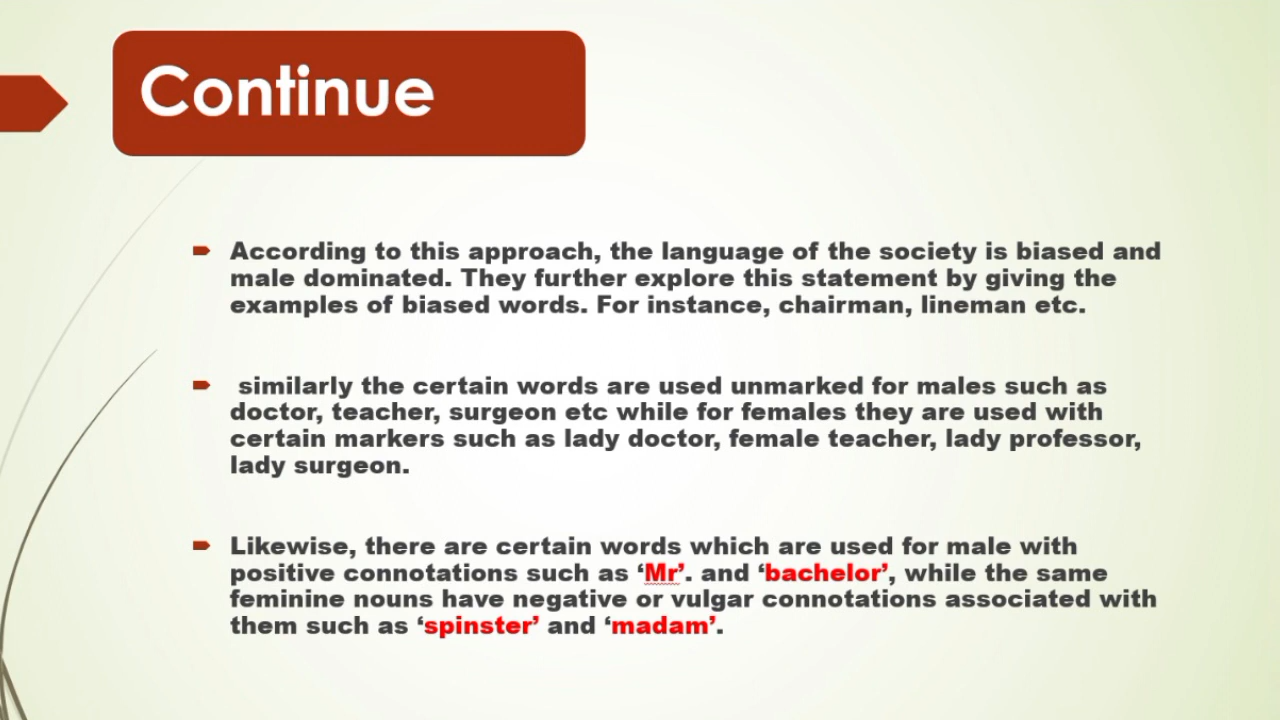 Continue
According to this approach, the language of the society is biased and
male dominated. They further explore this statement by giving the
examples of biased words. For instance, chairman, lineman etc.
similarly the certain words are used unmarked for males such as
doctor, teacher, surgeon etc while for females they are used with
certain markers such as lady doctor, female teacher, lady professor,
lady surgeon.
Likewise, there are certain words which are used for male with
positive connotations such as ‘Mr’. and ‘bachelor’, while the same
feminine nouns have negative or vulgar connotations associated with
them such as ‘spinster’ and ‘madam’.